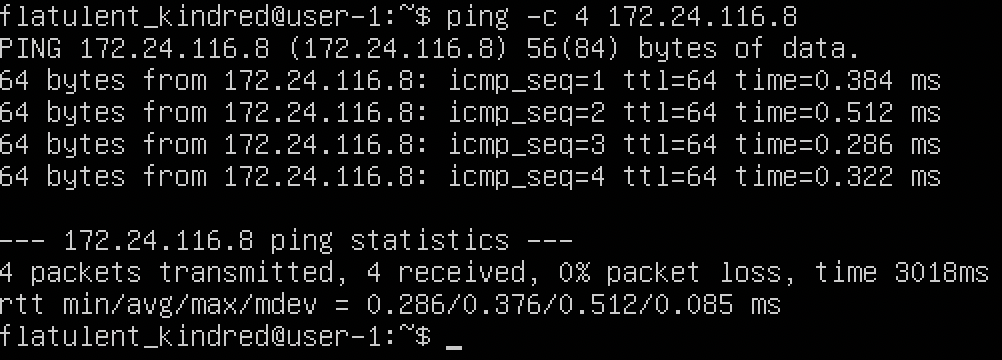 flatulent_kindred@user-1:~$ ping -c 4 172.24.116.8
PING 172.24.116.8 (172.24.116.8) 56(84) bytes of data.
64 bytes from 172.24.116.8: icmp_seq=1 ttl=64 time=0.384 ms
64 bytes from 172.24.116.8: icmp_seq=2 ttl=64 time=0.512 ms
64 bytes from 172.24.116.8: icmp_seq=3 ttl=64 time=0.286 ms
64 bytes from 172.24.116.8: icmp_seq=4 ttl=64 time=0.322 ms
--- 172.24.116.8 ping statistics ---
4 packets transmitted, 4 received, 0% packet loss, time 3018ms
rtt min/avg/max/mdev = 0.286/0.376/0.512/0.085 ms
flatulent_kindred@user-1:~$ _